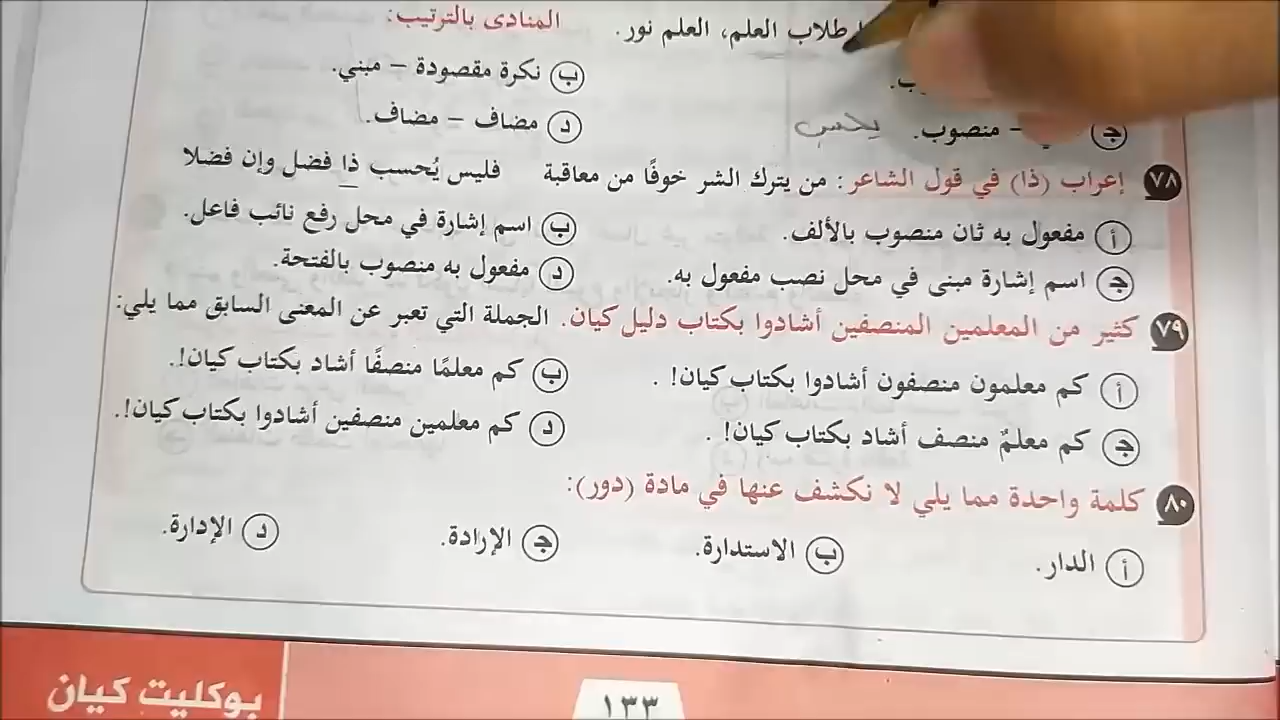 طلاب العلم، العلم نور. المنادى بالترتيب:
ب نكرة مقصودة – مبني.
ج – منصوب. يحسب د مضاف – مضاف.
٧٨ إعراب (ذا) في قول الشاعر: من يترك الشر خوفًا من معاقبة فليس يُحسب ذا فضل وإن فضلا
أ مفعول به ثان منصوب بالألف. ب اسم إشارة في محل رفع نائب فاعل.
ج اسم إشارة مبنى في محل نصب مفعول به. د مفعول به منصوب بالفتحة.
٧٩ كثير من المعلمين المنصفين أشادوا بكتاب دليل كيان. الجملة التي تعبر عن المعنى السابق مما يلي:
أ كم معلمون منصفون أشادوا بكتاب كيان! . ب كم معلمًا منصفًا أشاد بكتاب كيان!.
ج كم معلمٌ منصف أشاد بكتاب كيان! . د كم معلمين منصفين أشادوا بكتاب كيان!.
٨٠ كلمة واحدة مما يلي لا نكشف عنها في مادة (دور):
أ الدار. ب الاستدارة. ج الإرادة. د الإدارة.
١٣٣ بوكليت كيان